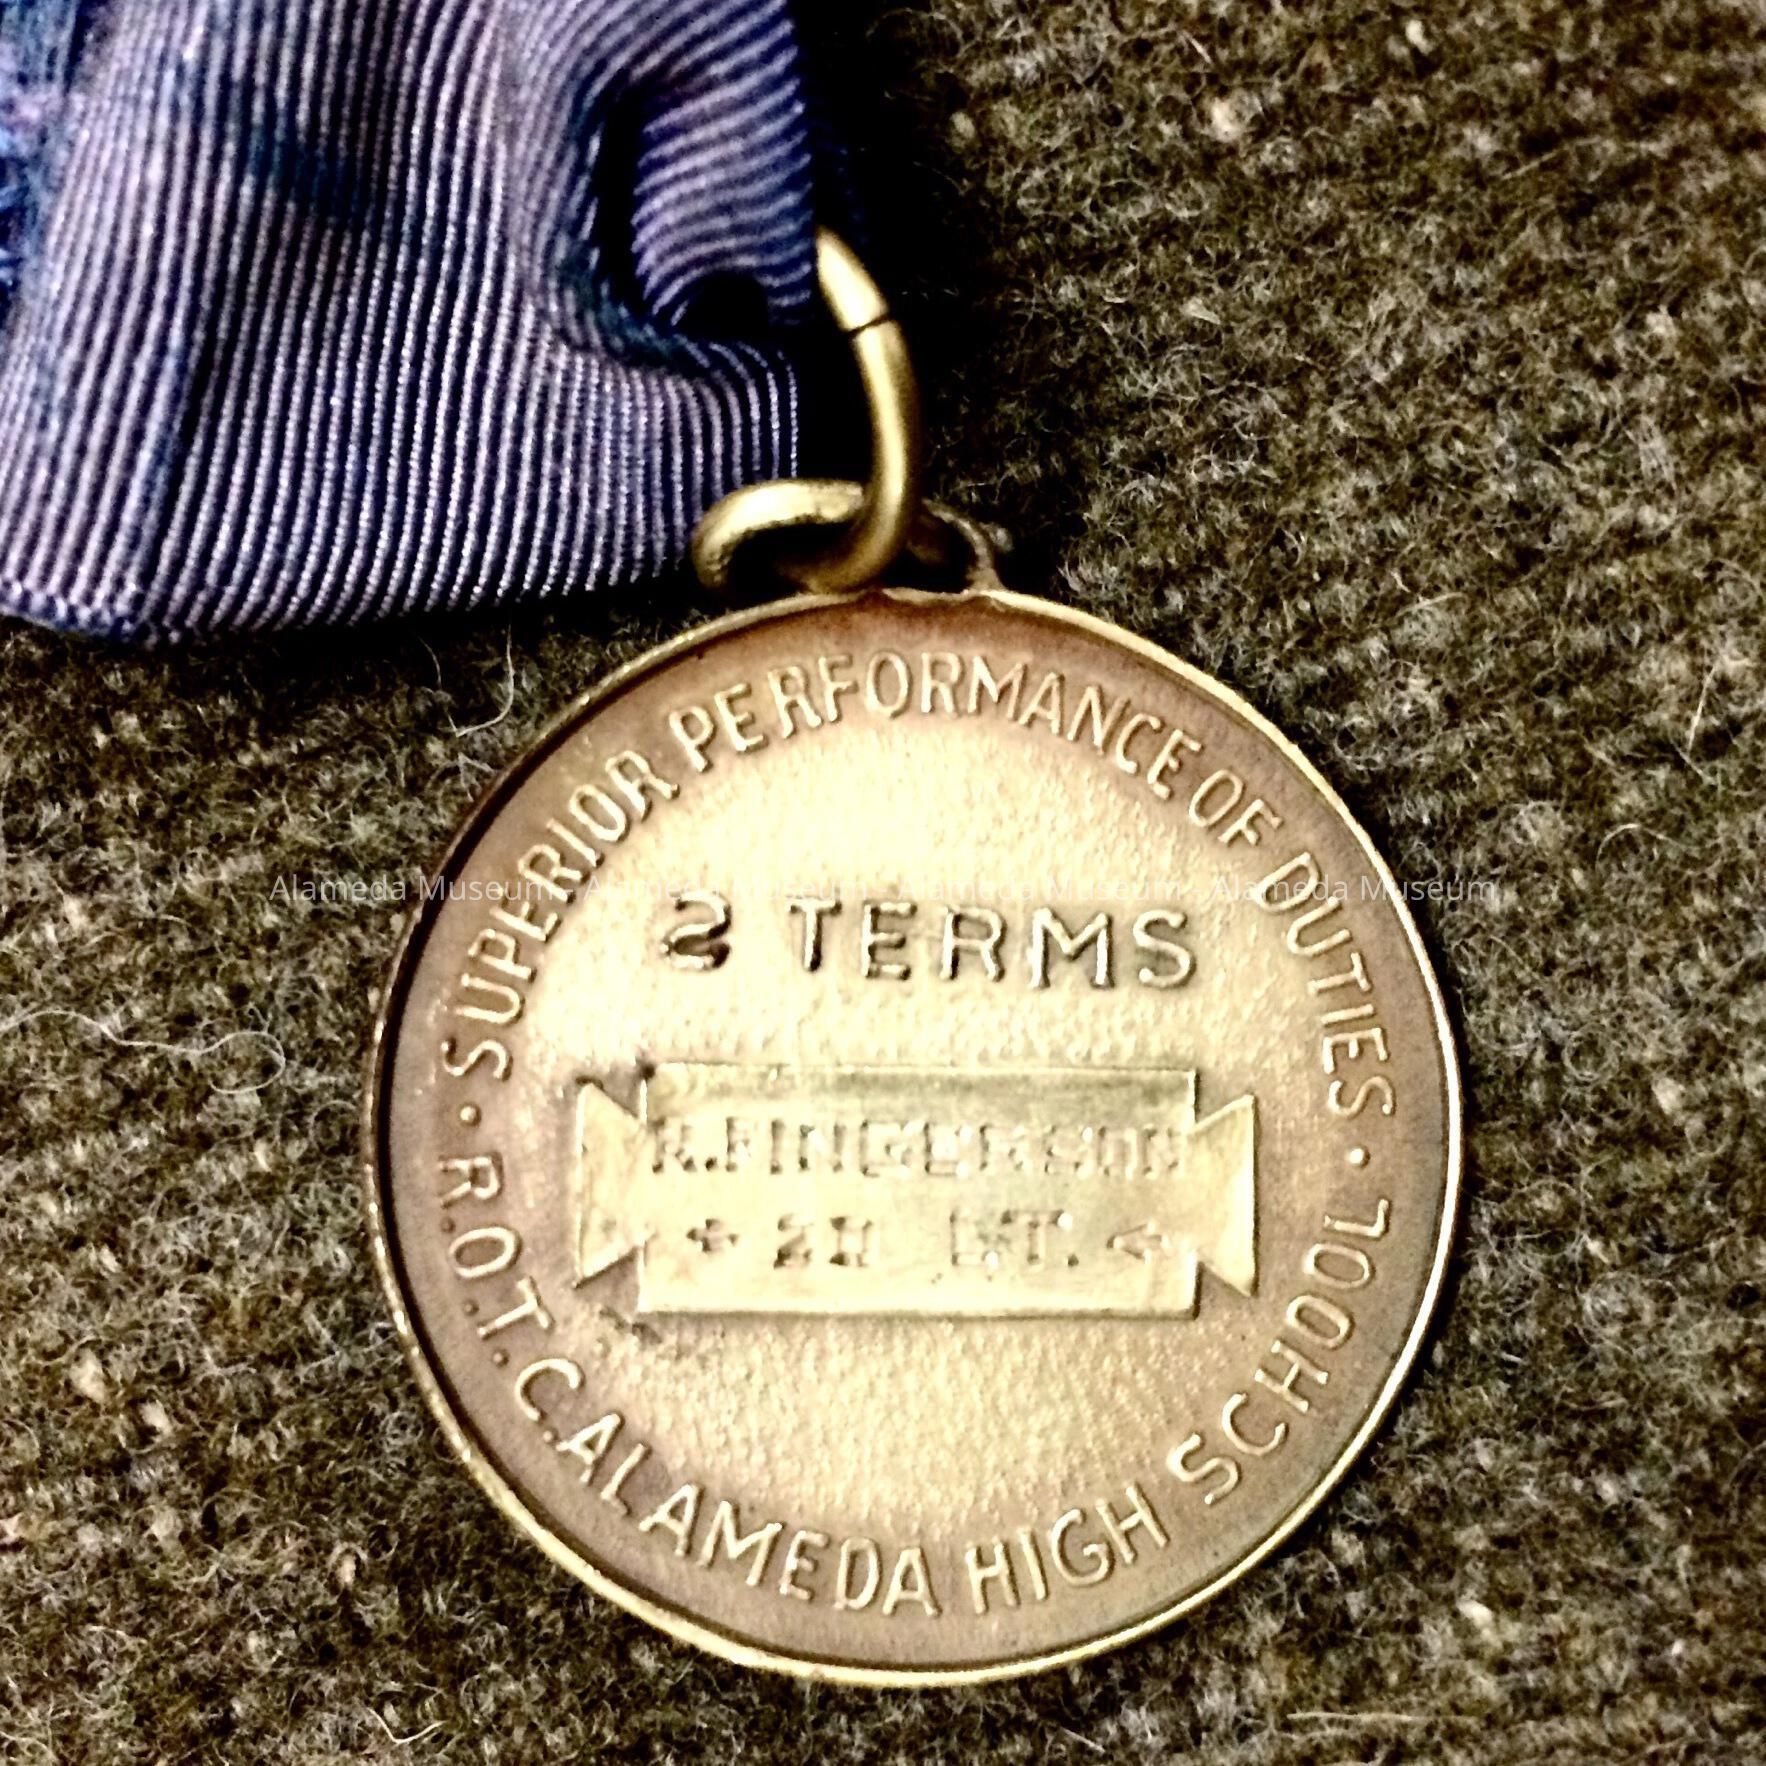 · SUPERIOR PERFORMANCE OF DUTIES ·
Alameda Museum - Alameda Museum - Alameda Museum - Alameda Museum
2 TERMS
R.FINGERSON
LT.
R.O.T.C. ALAMEDA HIGH SCHOOL